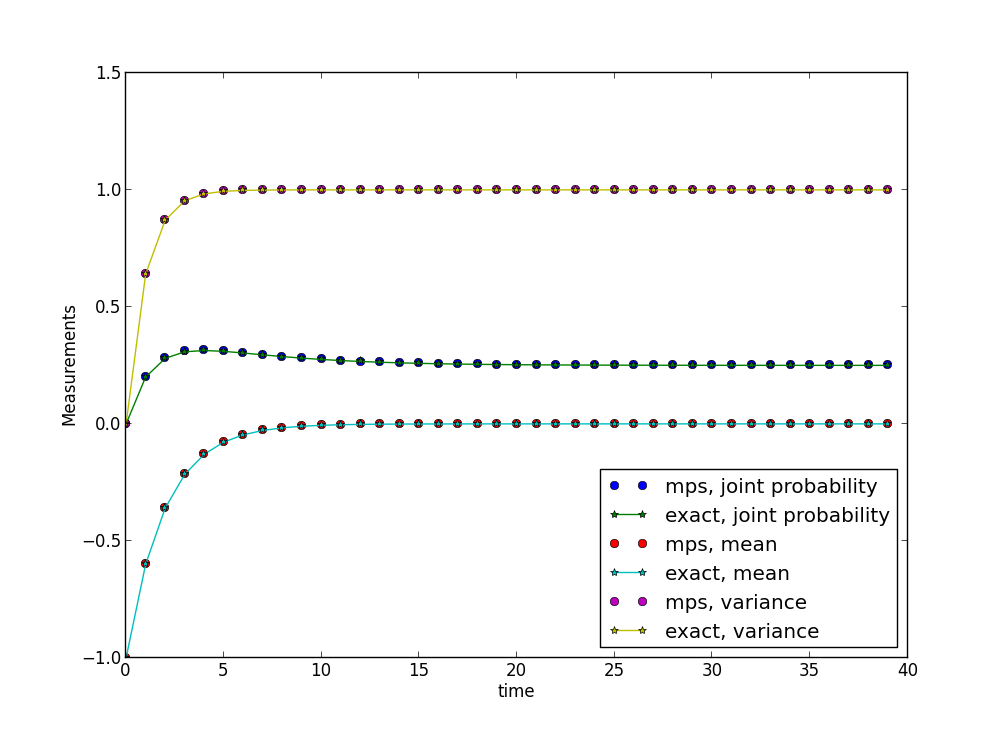 1.5
1.0
0.5
0.0
−0.5
−1.0
Measurements
mps, joint probability
exact, joint probability
mps, mean
exact, mean
mps, variance
exact, variance
0 5 10 15 20 25 30 35 40
time